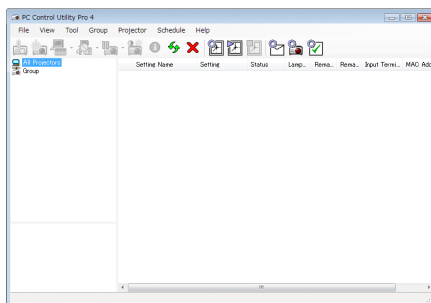 PC Control Utility Pro 4
File View Tool Group Projector Schedule Help
All Projectors
Group
Setting Name Setting Status Lamp... Rema... Rema... Input Termi... MAC Add